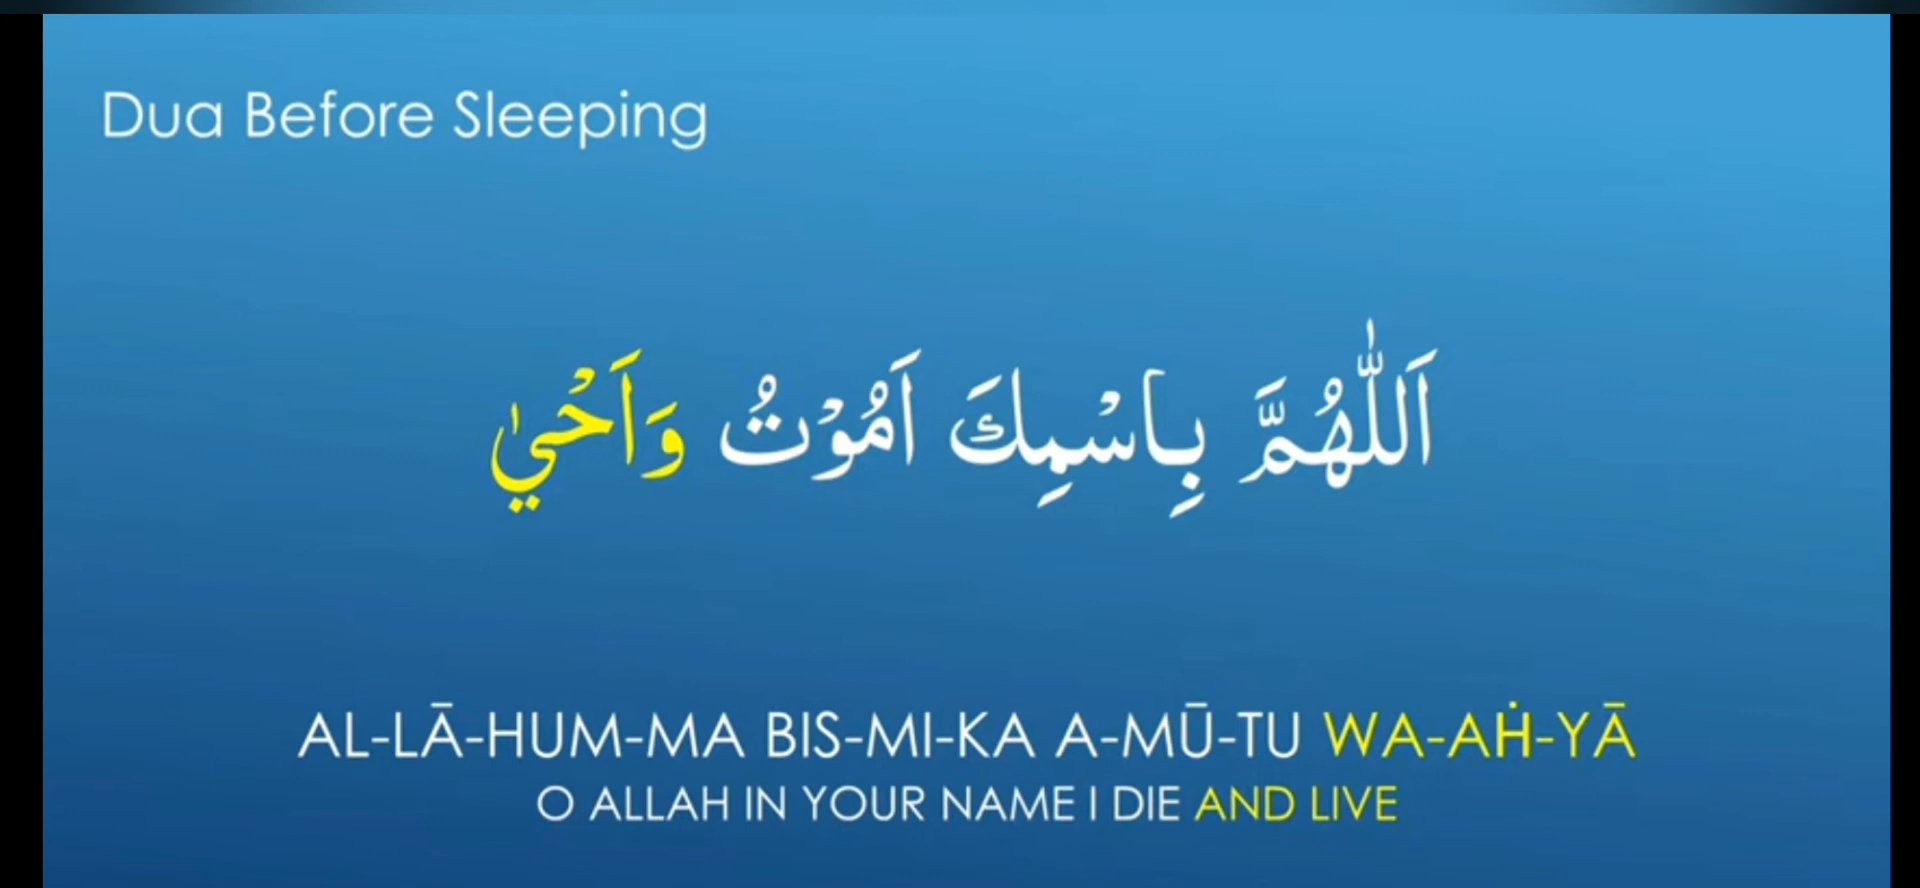 Dua Before Sleeping
اَللّٰهُمَّ بِاسْمِكَ اَمُوْتُ وَاَحْيٰي
AL-LĀ-HUM-MA BIS-MI-KA A-MŪ-TU WA-AḢ-YĀ
O ALLAH IN YOUR NAME I DIE AND LIVE